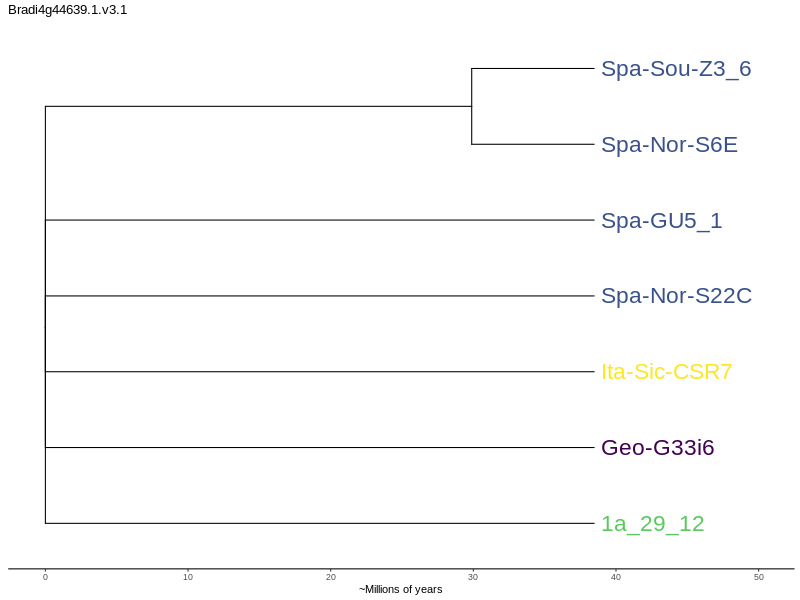 Bradi4g44639.1.v3.1
Spa-Sou-Z3_6
Spa-Nor-S6E
Spa-GU5_1
Spa-Nor-S22C
Ita-Sic-CSR7
Geo-G33i6
1a_29_12
0 10 20 30 40 50
~Millions of years